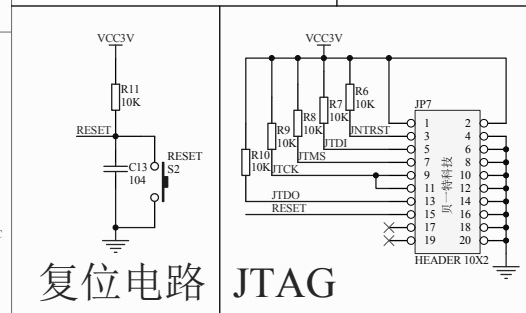 VCC3V
R11
10K
RESET
C13
104
RESET
S2
复位电路
VCC3V
R6
10K
R7
10K
R8
10K
R9
10K
R10
10K
JNTRST
JTDI
JTMS
JTCK
JTDO
RESET
JP7
1 2
3 4
5 6
7 8
9 10
11 12
13 14
15 16
17 18
19 20
贝一特科技
HEADER 10X2
JTAG